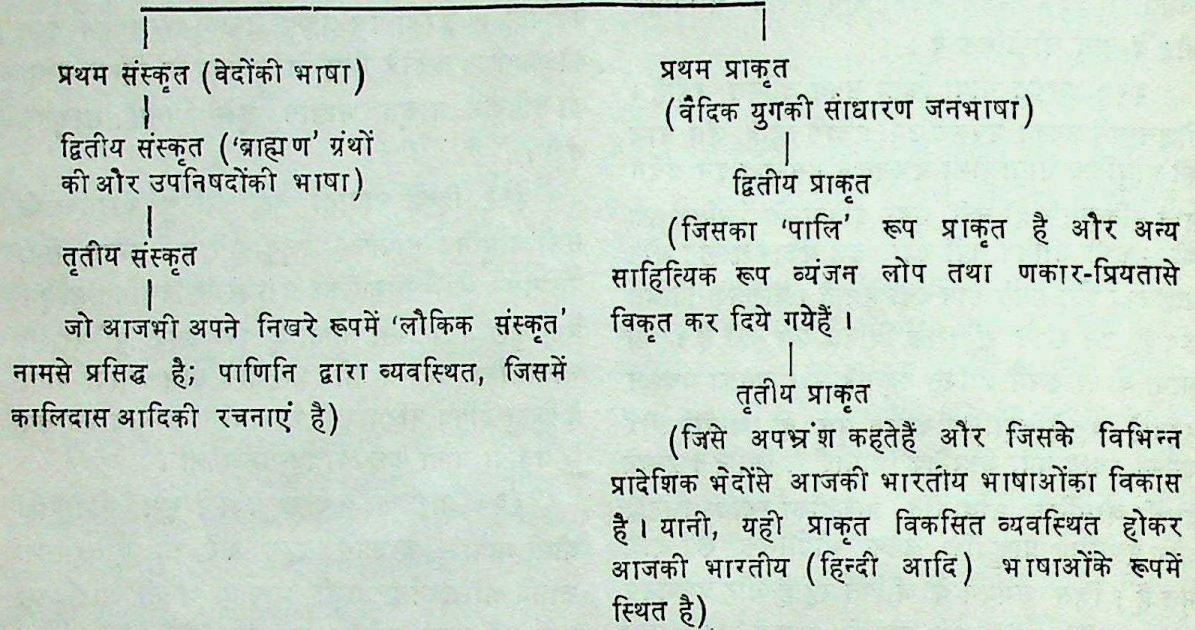 प्रथम संस्कृत (वेदोंकी भाषा)
द्वितीय संस्कृत ('ब्राह्मण' ग्रंथों
की और उपनिषदोंकी भाषा)
तृतीय संस्कृत
जो आजभी अपने निखरे रूपमें 'लौकिक संस्कृत'
नामसे प्रसिद्ध है; पाणिनि द्वारा व्यवस्थित, जिसमें
कालिदास आदिकी रचनाएं है)
प्रथम प्राकृत
(वैदिक युगकी साधारण जनभाषा)
द्वितीय प्राकृत
(जिसका 'पालि' रूप प्राकृत है और अन्य
साहित्यिक रूप व्यंजन लोप तथा णकार-प्रियतासे
विकृत कर दिये गयेहैं ।
तृतीय प्राकृत
(जिसे अपभ्रंश कहतेहैं और जिसके विभिन्न
प्रादेशिक भेदोंसे आजकी भारतीय भाषाओंका विकास
है । यानी, यही प्राकृत विकसित व्यवस्थित होकर
आजकी भारतीय (हिन्दी आदि) भाषाओंके रूपमें
स्थित है)